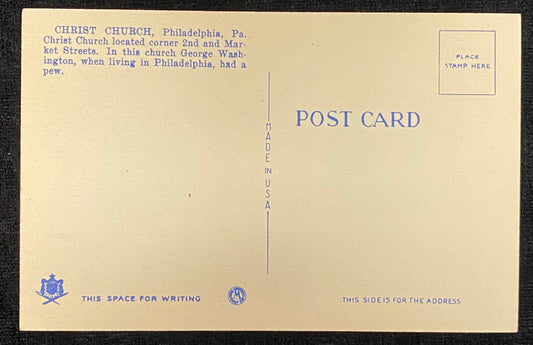 CHRIST CHURCH, Philadelphia, Pa.
Christ Church located corner 2nd and Mar-
ket Streets. In this church George Wash-
ington, when living in Philadelphia, had a
pew.
PLACE
STAMP HERE
POST CARD
MADE IN USA
THIS SPACE FOR WRITING
THIS SIDE IS FOR THE ADDRESS